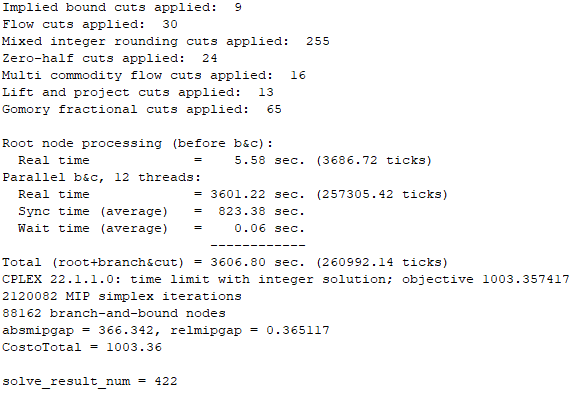 Implied bound cuts applied:  9
Flow cuts applied:  30
Mixed integer rounding cuts applied:  255
Zero-half cuts applied:  24
Multi commodity flow cuts applied:  16
Lift and project cuts applied:  13
Gomory fractional cuts applied:  65

Root node processing (before b&c):
  Real time             =    5.58 sec. (3686.72 ticks)
Parallel b&c, 12 threads:
  Real time             = 3601.22 sec. (257305.42 ticks)
  Sync time (average)   =  823.38 sec.
  Wait time (average)   =    0.06 sec.
                          ------------
Total (root+branch&cut) = 3606.80 sec. (260992.14 ticks)
CPLEX 22.1.1.0: time limit with integer solution; objective 1003.357417
2120082 MIP simplex iterations
88162 branch-and-bound nodes
absmipgap = 366.342, relmipgap = 0.365117
CostoTotal = 1003.36

solve_result_num = 422